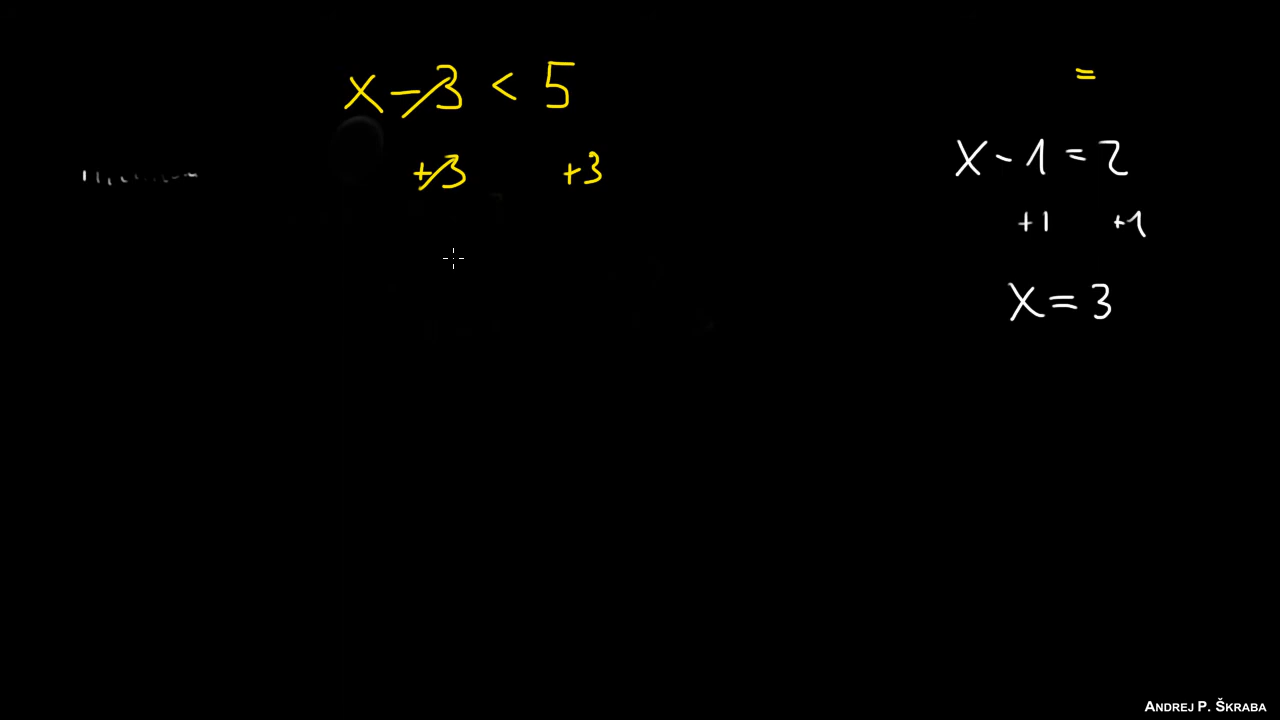 x - 3 < 5
+3 +3
=
x - 1 = 2
+1 +1
x = 3
ANDREJ P. ŠKRABA